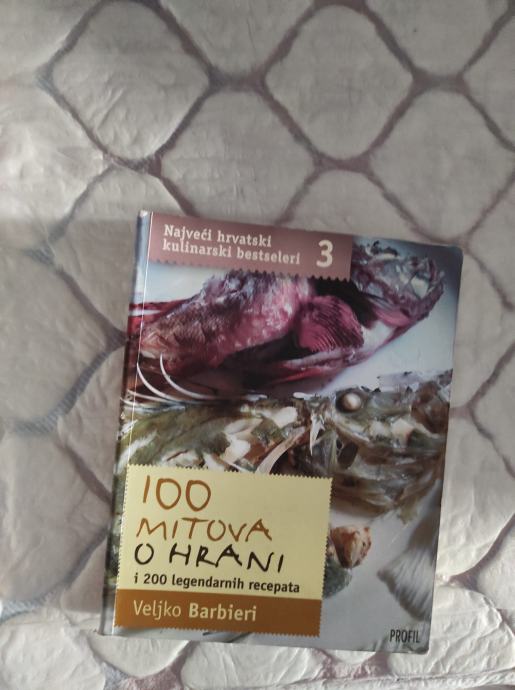 Najveći hrvatski
kulinarski bestseleri 3
100
MITOVA
O HRANI
i 200 legendarnih recepata
Veljko Barbieri
PROFIL